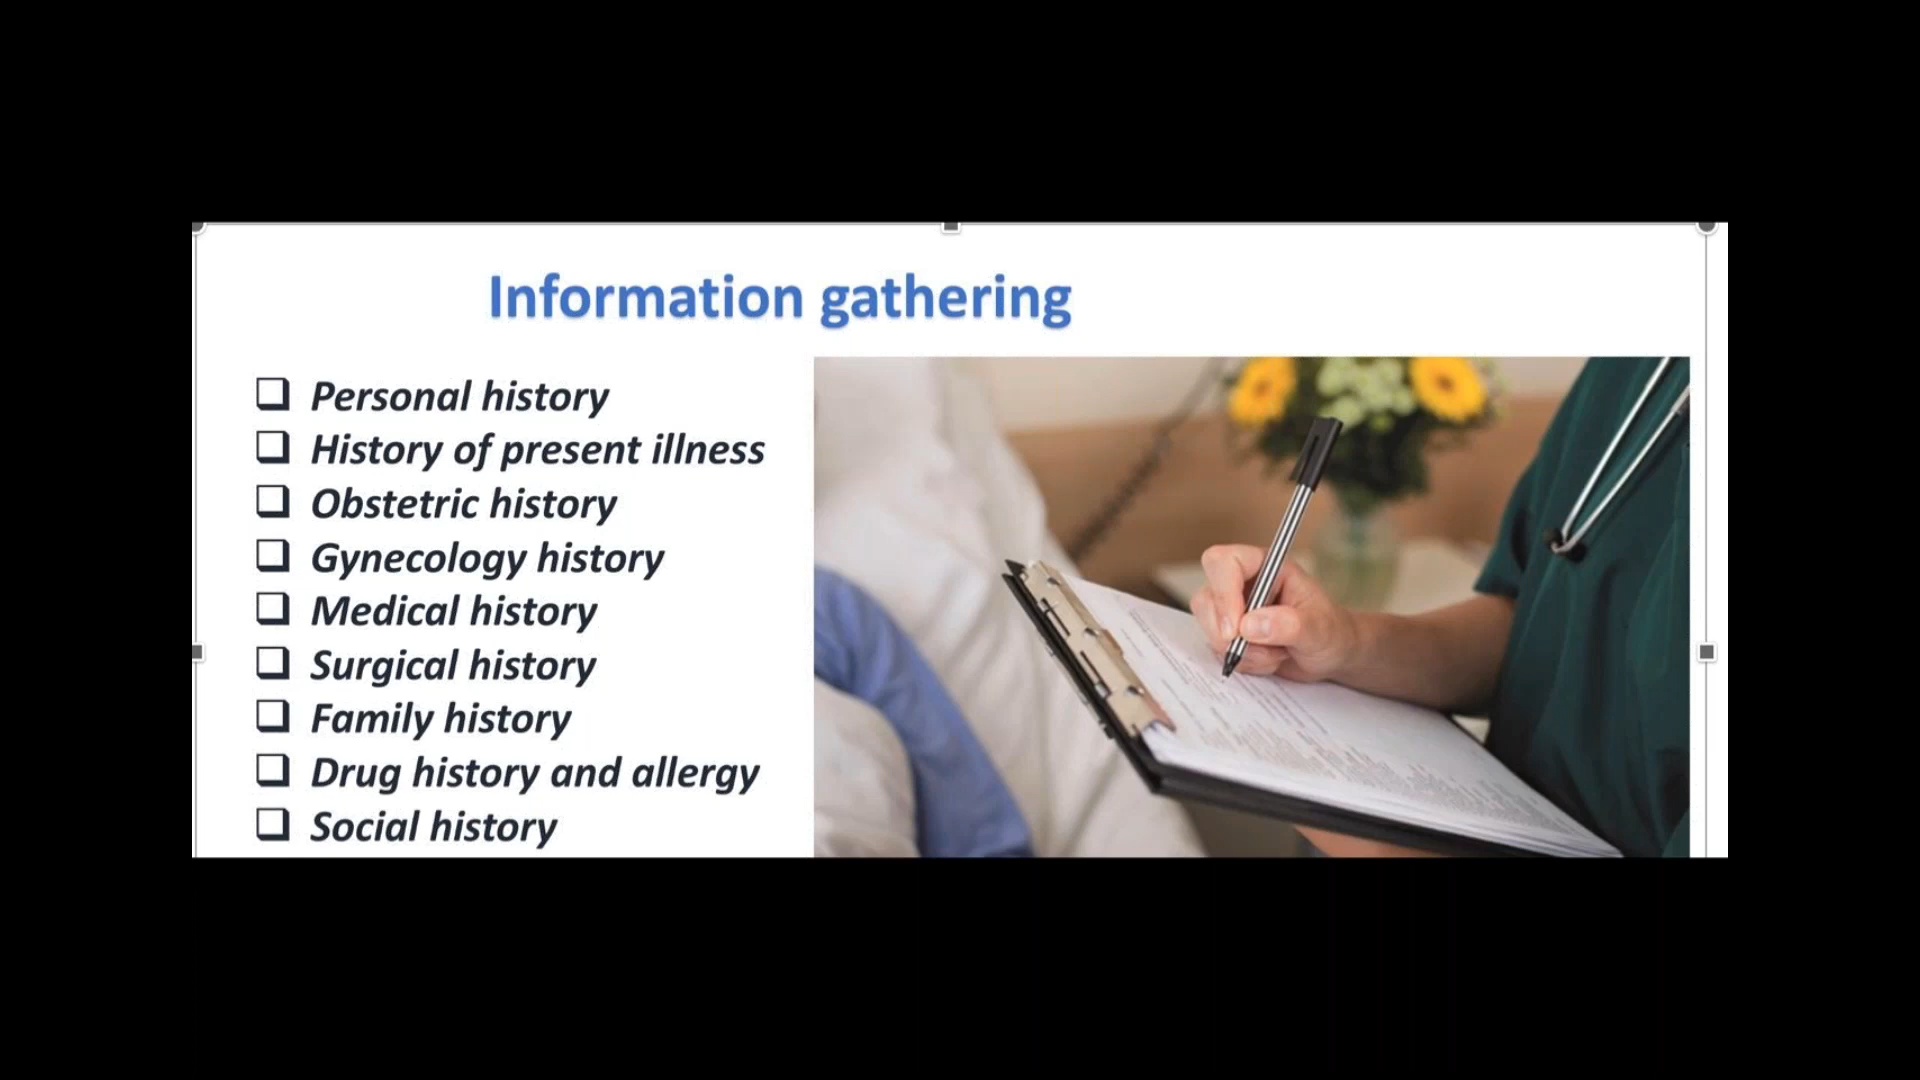 Information gathering
Personal history
History of present illness
Obstetric history
Gynecology history
Medical history
Surgical history
Family history
Drug history and allergy
Social history